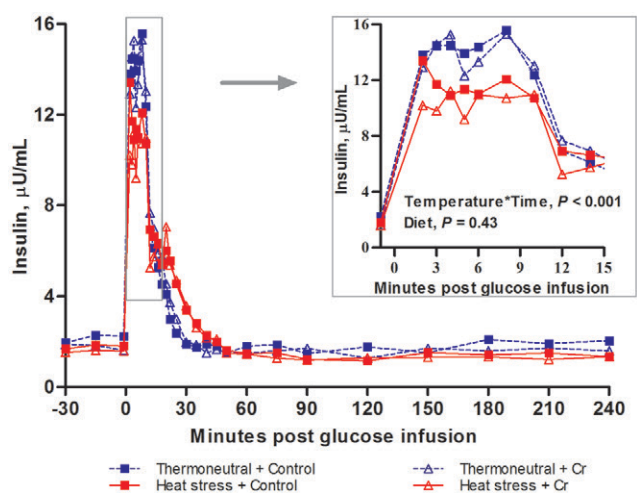 16
12
8
4
0
Insulin, µU/mL
-30
0
30
60
90
120
150
180
210
240
Minutes post glucose infusion
16
12
8
4
0
Insulin, µU/mL
Temperature*Time, P < 0.001
Diet, P = 0.43
0
3
6
9
12
15
Minutes post glucose infusion
Thermoneutral + Control
Thermoneutral + Cr
Heat stress + Control
Heat stress + Cr